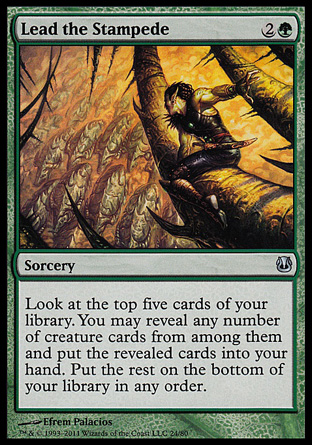 Lead the Stampede 2
Sorcery
Look at the top five cards of your
library. You may reveal any number
of creature cards from among them
and put the revealed cards into your
hand. Put the rest on the bottom of
your library in any order.
Efrem Palacios
™ & © 1993–2011 Wizards of the Coast LLC 24/80